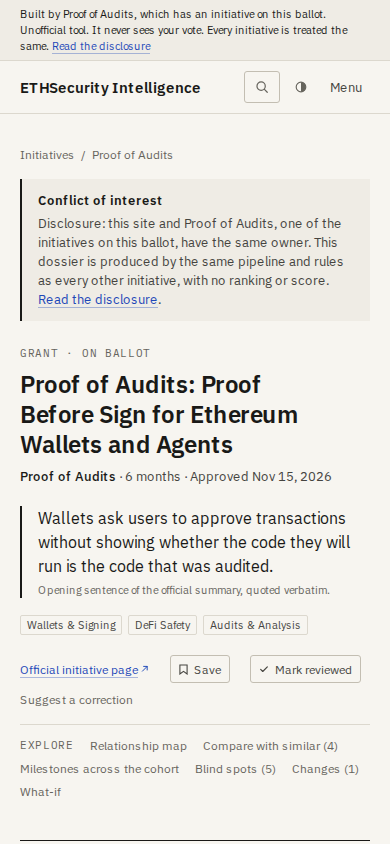 Built by Proof of Audits, which has an initiative on this ballot.
Unofficial tool. It never sees your vote. Every initiative is treated the
same. Read the disclosure
ETHSecurity Intelligence
Menu
Initiatives / Proof of Audits
Conflict of interest
Disclosure: this site and Proof of Audits, one of the
initiatives on this ballot, have the same owner. This
dossier is produced by the same pipeline and rules
as every other initiative, with no ranking or score.
Read the disclosure.
GRANT · ON BALLOT
Proof of Audits: Proof
Before Sign for Ethereum
Wallets and Agents
Proof of Audits · 6 months · Approved Nov 15, 2026
Wallets ask users to approve transactions
without showing whether the code they will
run is the code that was audited.
Opening sentence of the official summary, quoted verbatim.
Wallets & Signing DeFi Safety Audits & Analysis
Official initiative page ↗ Save ✓ Mark reviewed
Suggest a correction
EXPLORE Relationship map Compare with similar (4)
Milestones across the cohort Blind spots (5) Changes (1)
What-if